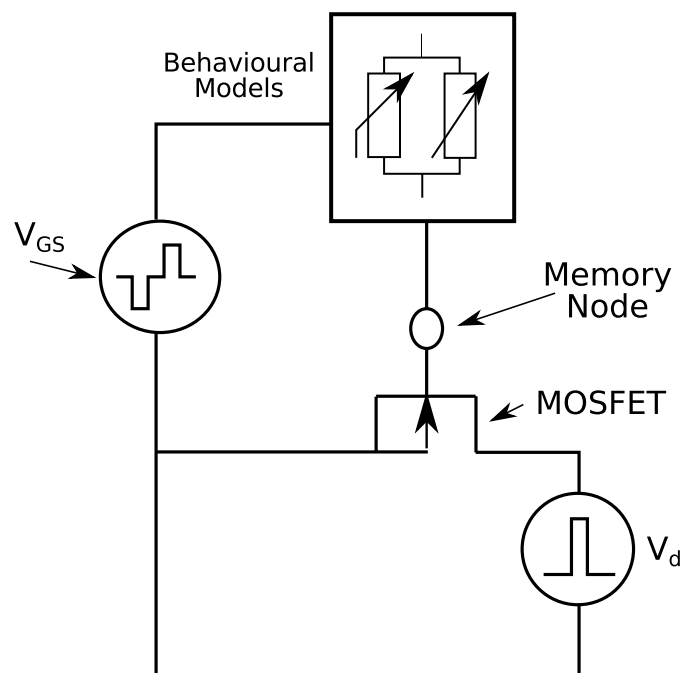 Behavioural
Models
V_GS
Memory
Node
MOSFET
V_d